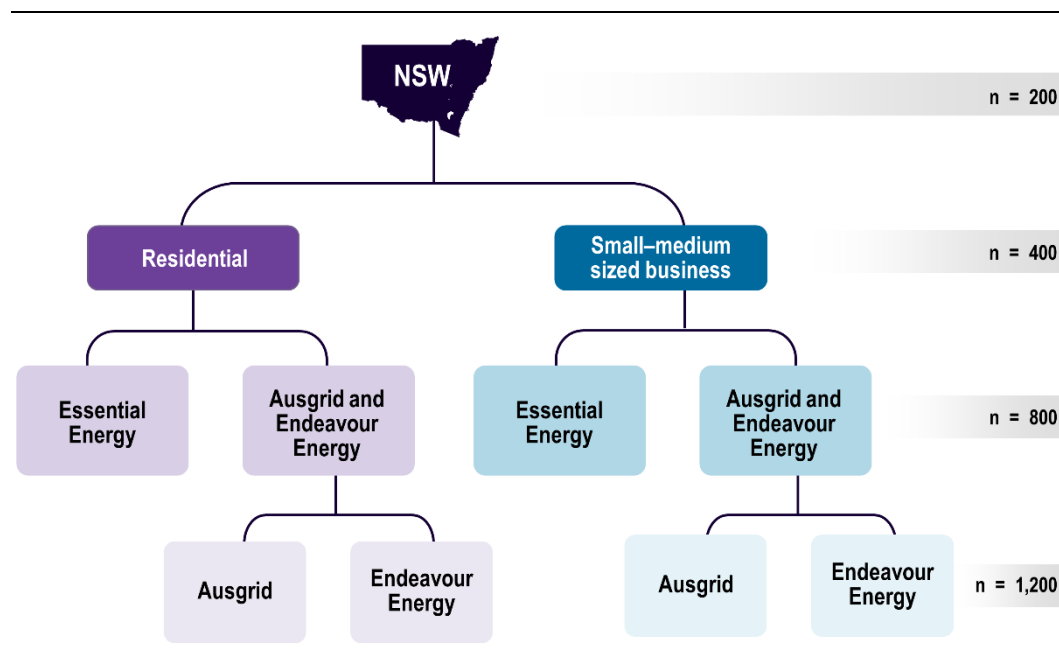 NSW
n = 200
Residential
Small–medium
sized business
n = 400
Essential
Energy
Ausgrid and
Endeavour
Energy
Essential
Energy
Ausgrid and
Endeavour
Energy
n = 800
Ausgrid
Endeavour
Energy
Ausgrid
Endeavour
Energy
n = 1,200